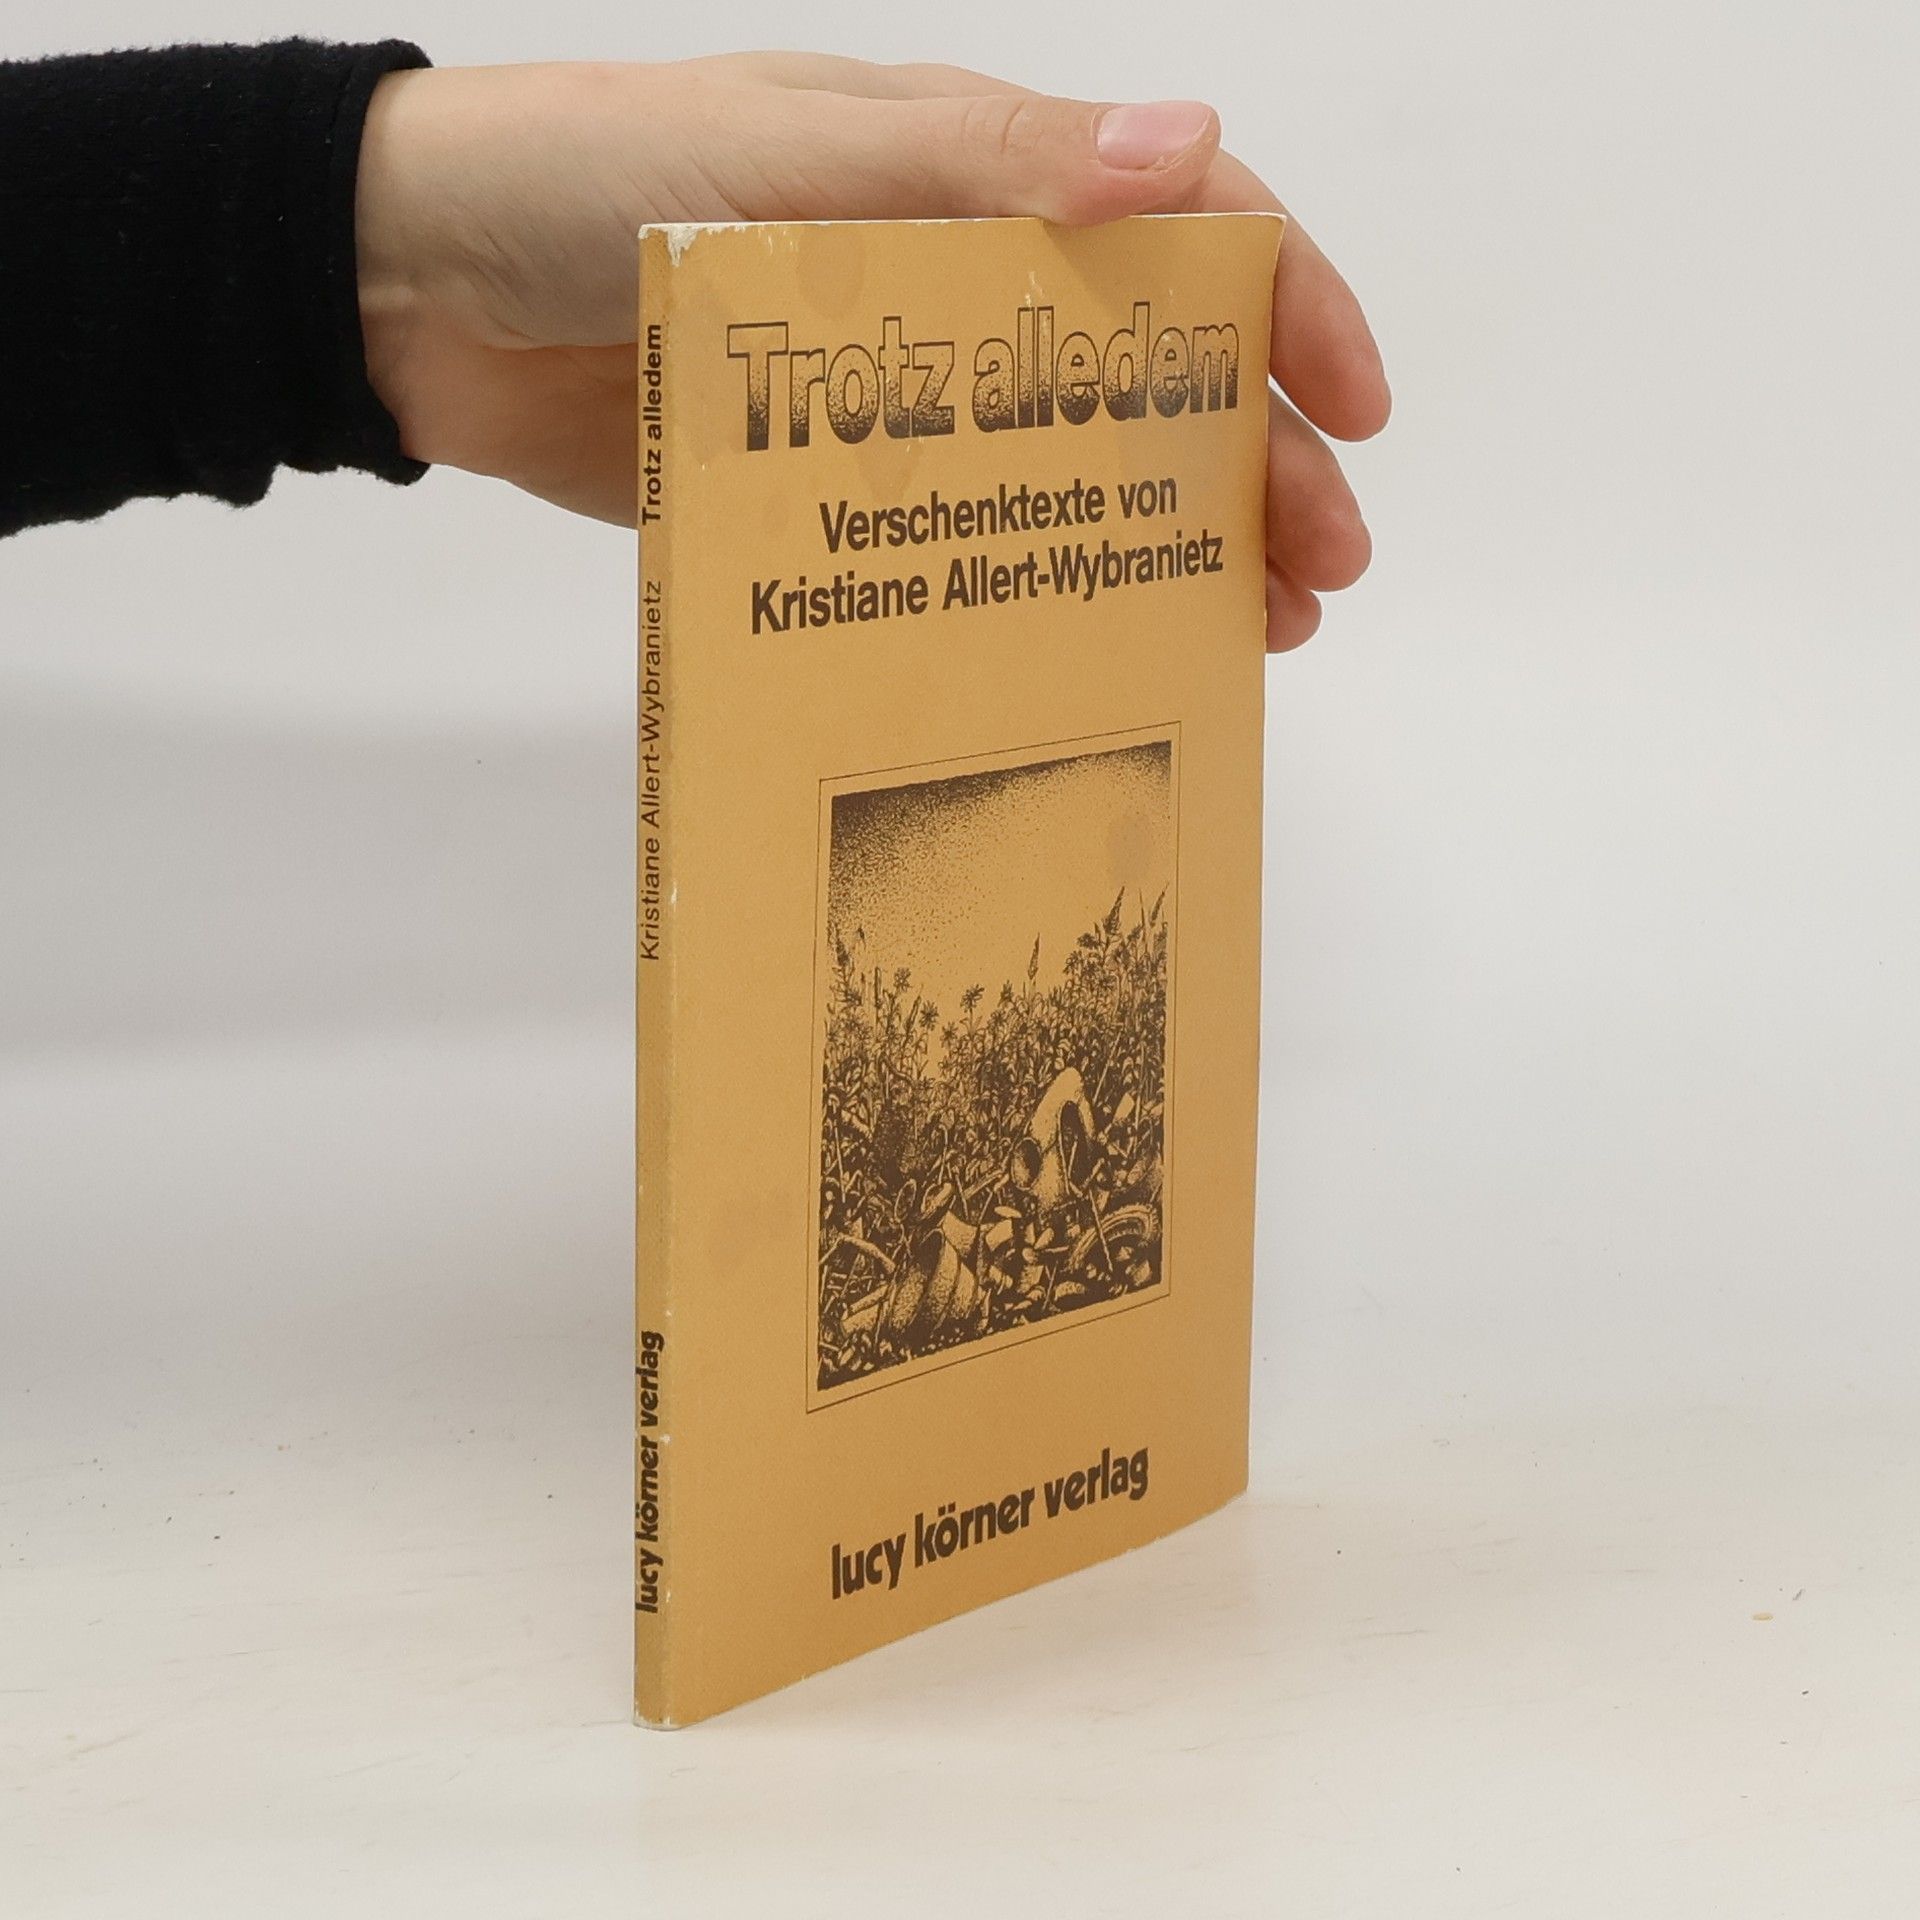 Trotz alledem
Verschenktexte von
Kristiane Allert-Wybranietz
lucy körner verlag
Trotz alledem
Kristiane Allert-Wybranietz
lucy körner verlag